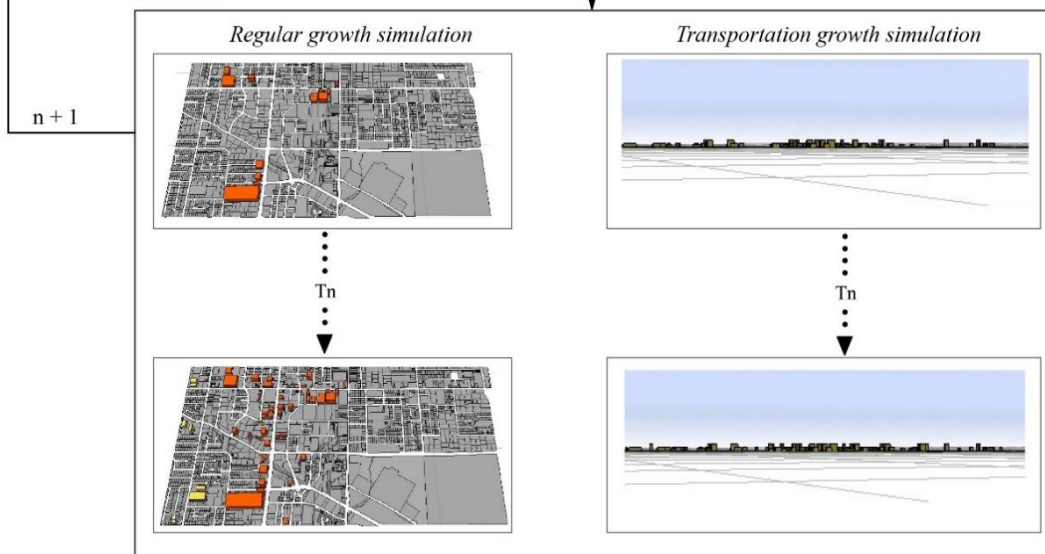 Regular growth simulation
Transportation growth simulation
n + 1
Tn
Tn